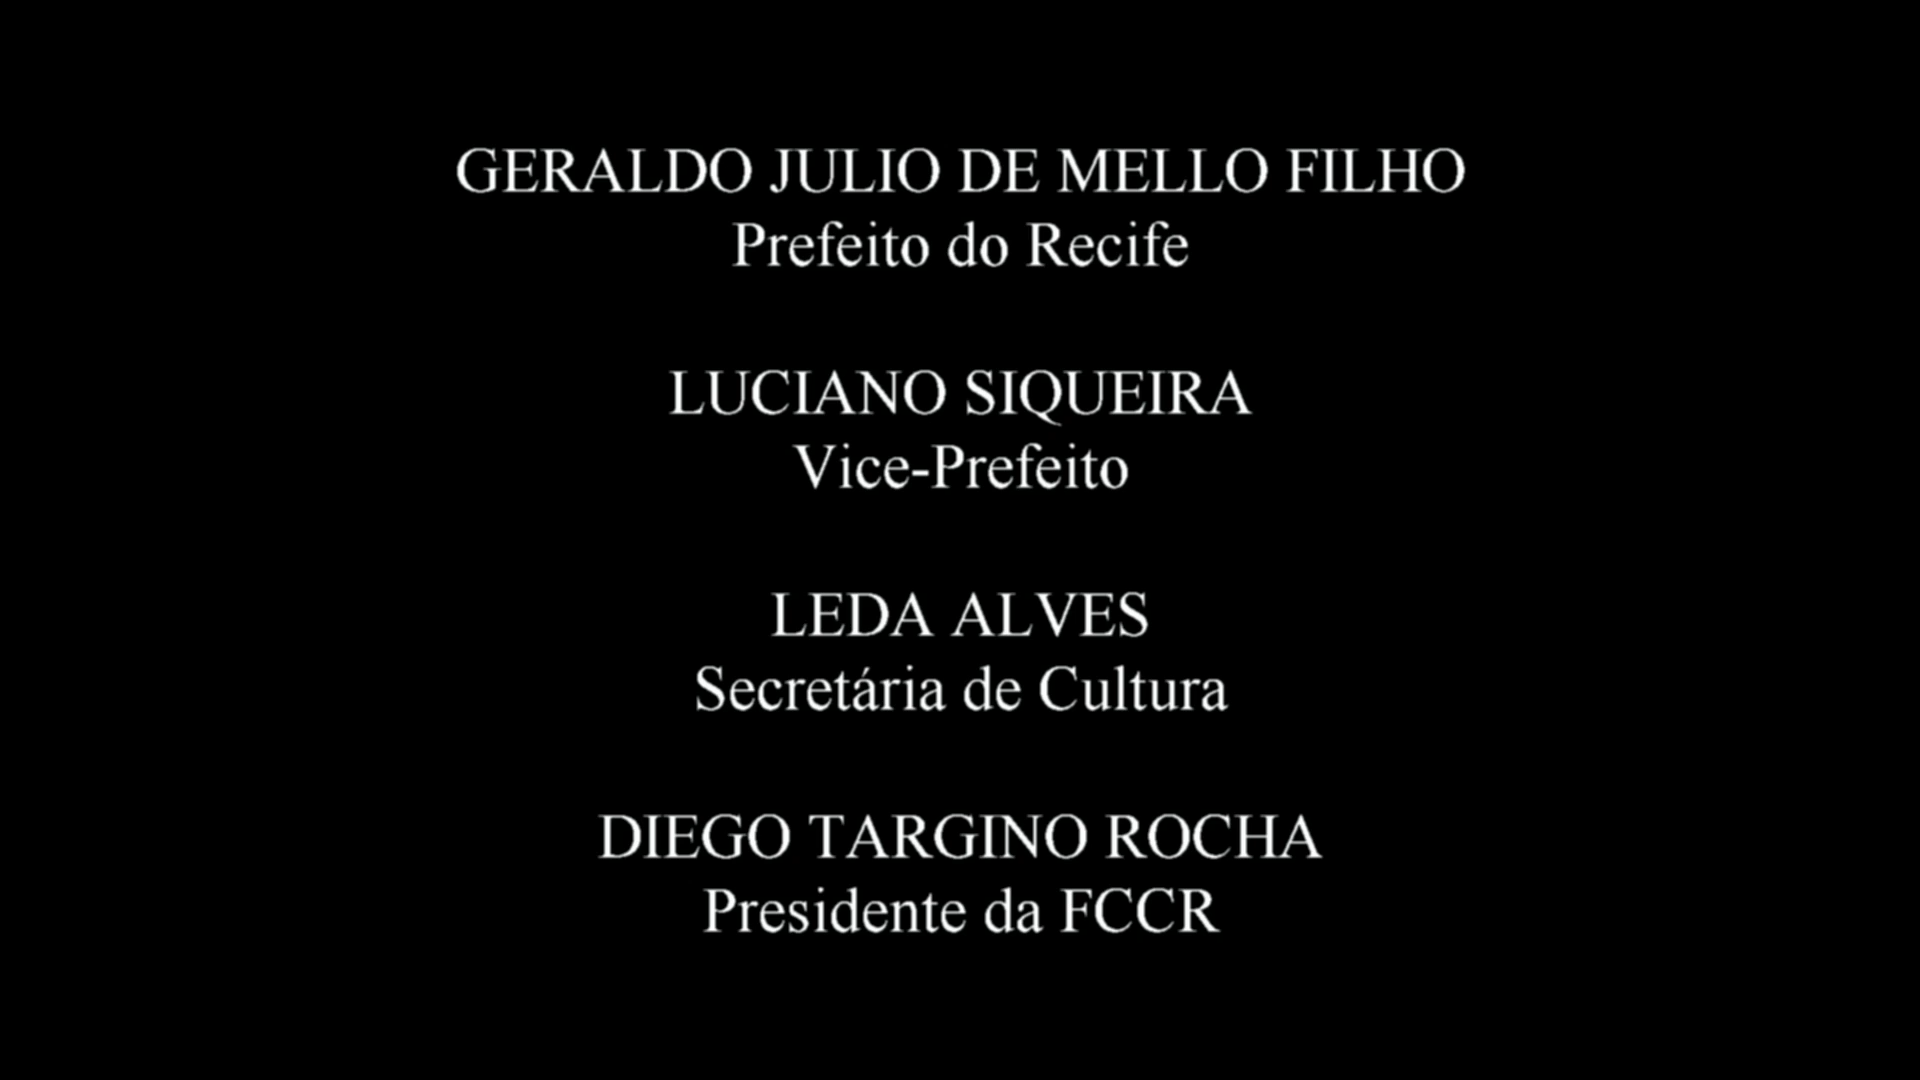 GERALDO JULIO DE MELLO FILHO
Prefeito do Recife
LUCIANO SIQUEIRA
Vice-Prefeito
LEDA ALVES
Secretária de Cultura
DIEGO TARGINO ROCHA
Presidente da FCCR